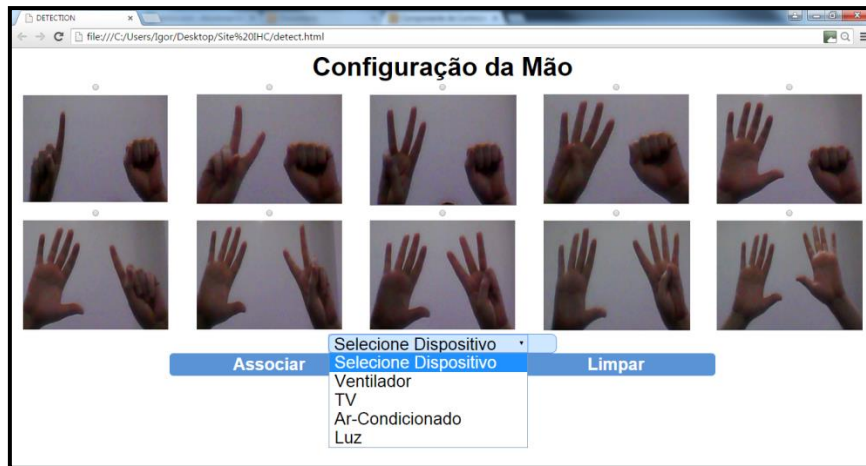 DETECTION
file:///C:/Users/Igor/Desktop/Site%20IHC/detect.html
Configuração da Mão
Selecione Dispositivo
Associar
Selecione Dispositivo
Limpar
Ventilador
TV
Ar-Condicionado
Luz